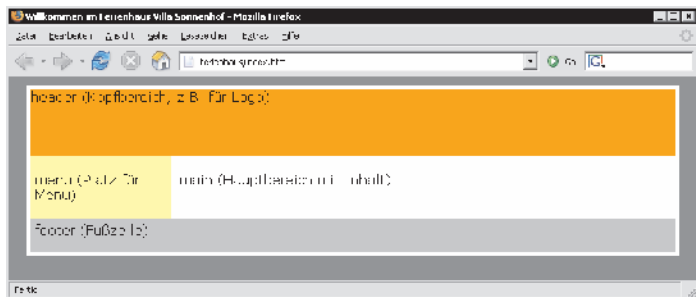 Willkommen im Ferienhaus Villa Sonnenhof - Mozilla Firefox
Datei Bearbeiten Ansicht Gehe Lesezeichen Extras Hilfe
Go
header (Kopfbereich, z.B. für Logo)
menu (Platz für
Menü)
main (Hauptbereich mit Inhalt)
footer (Fußzeile)
Fertig